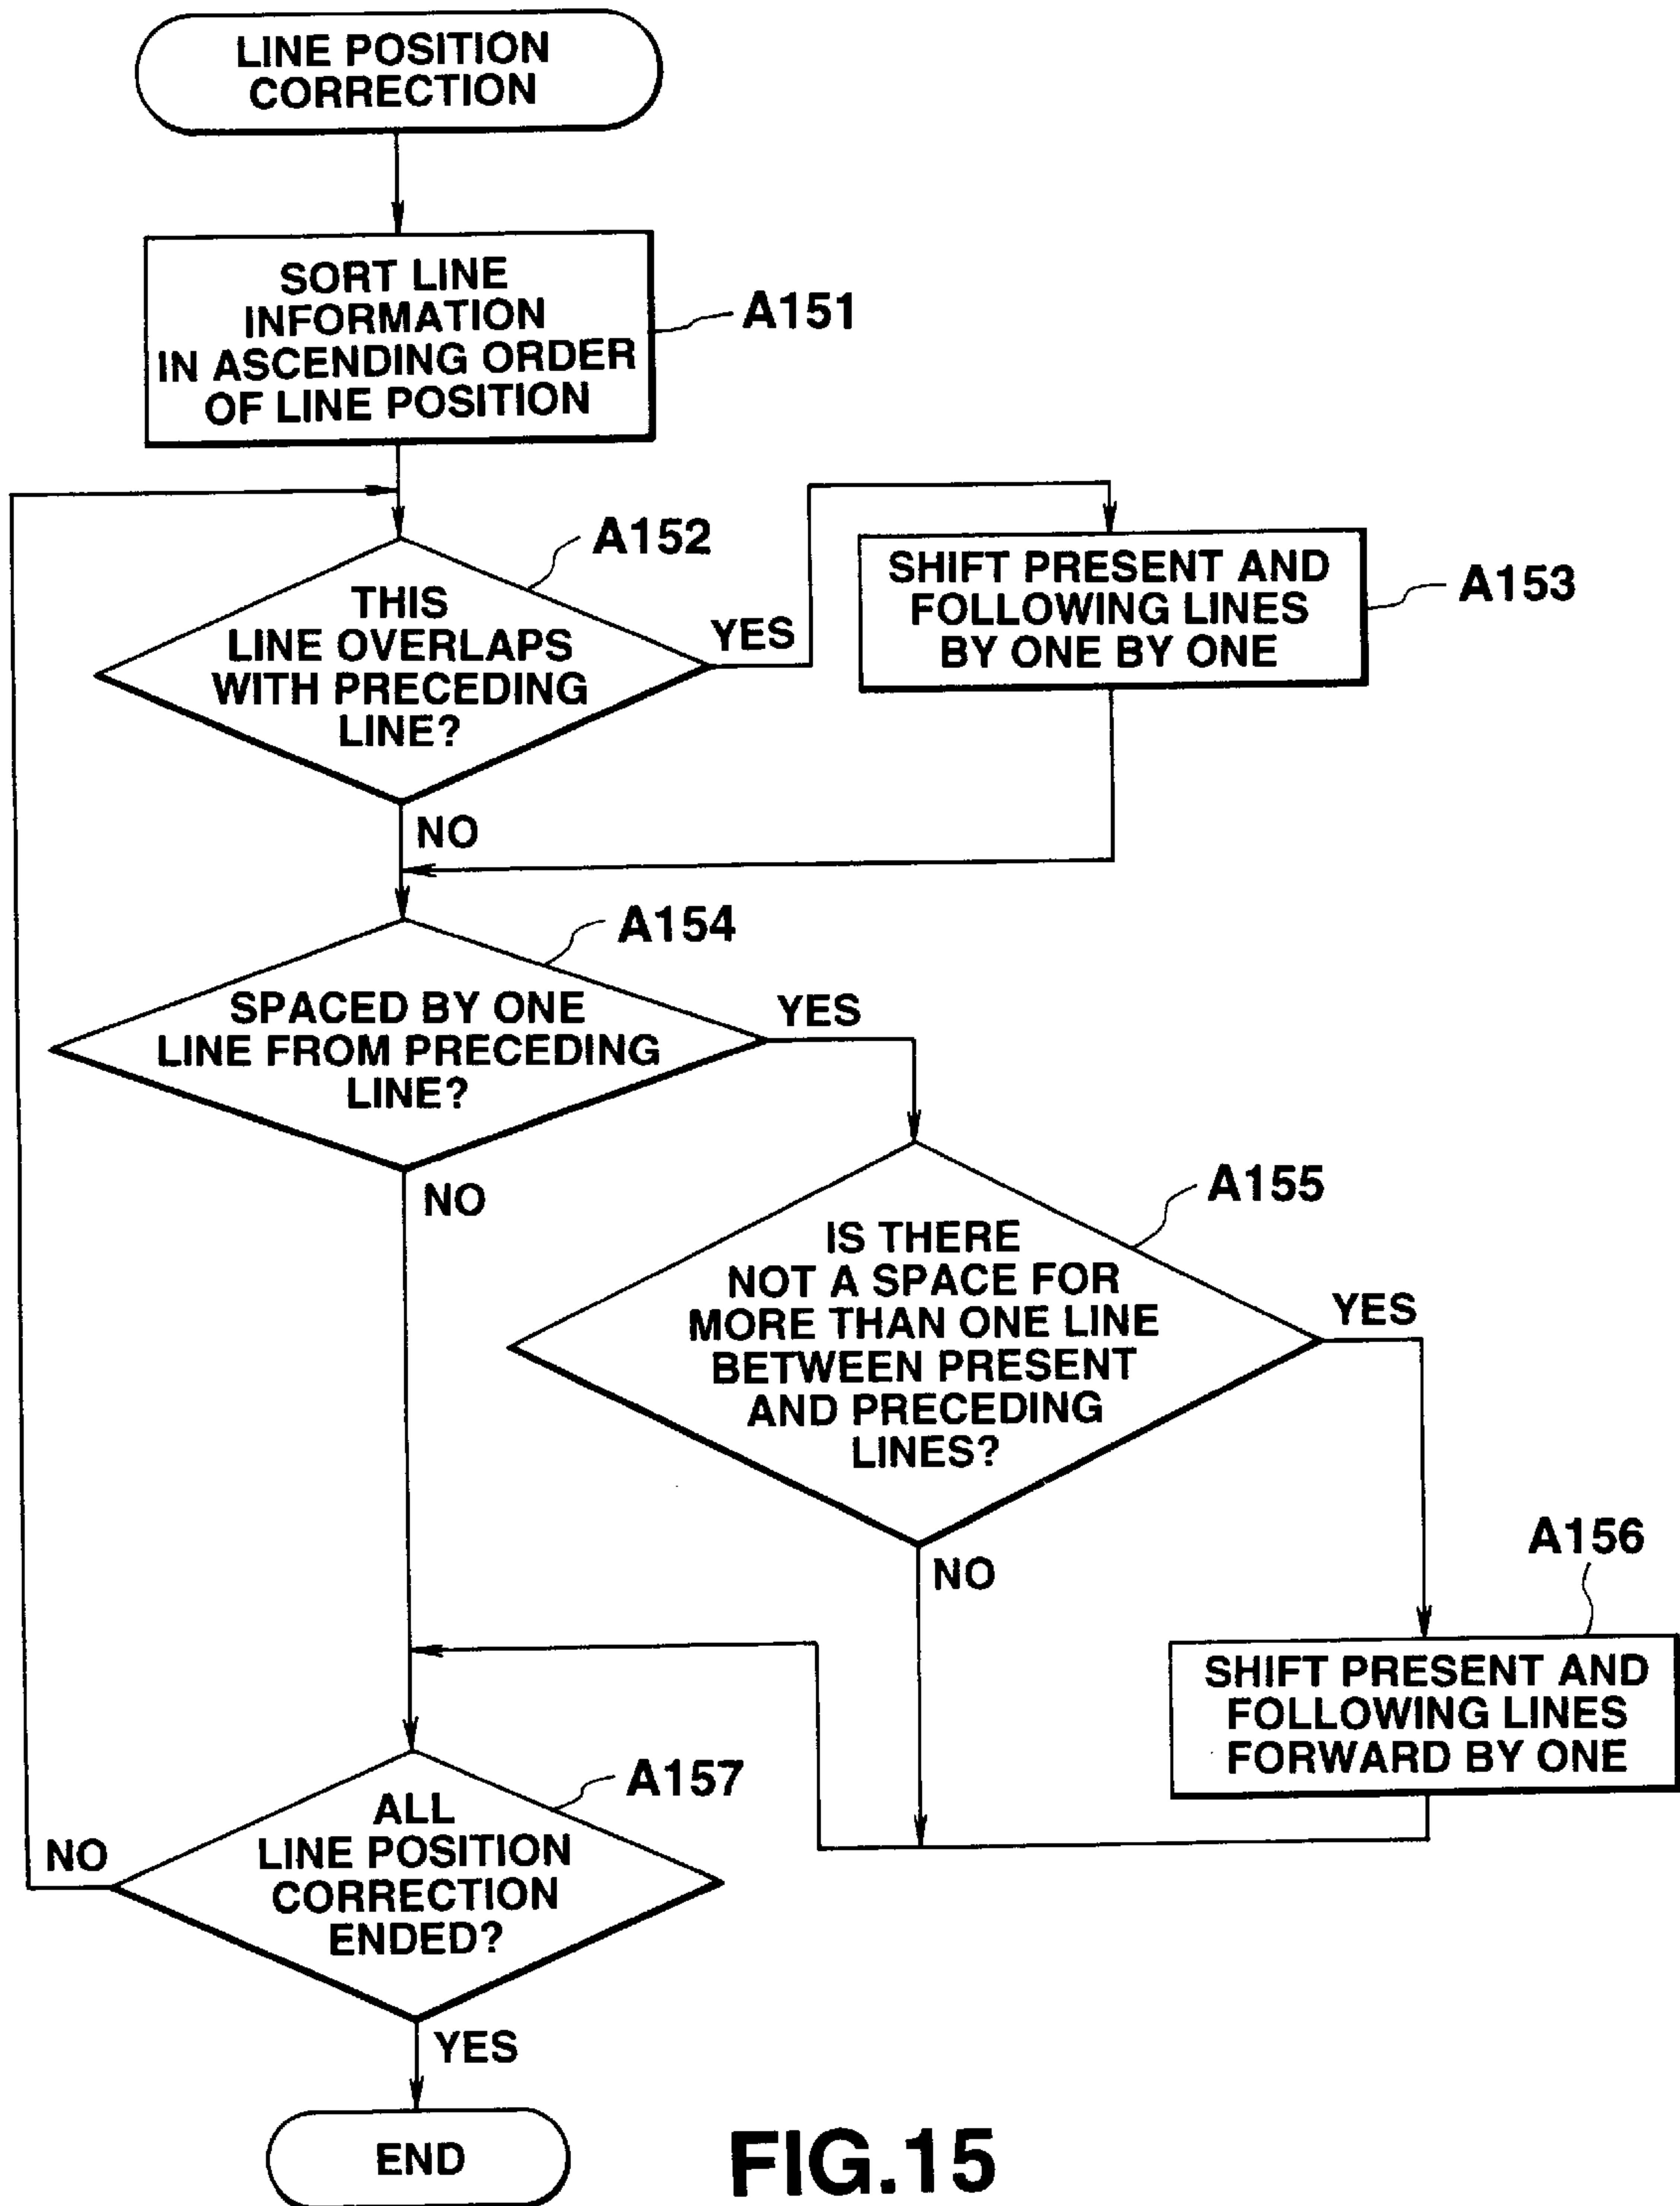 LINE POSITION
CORRECTION
SORT LINE
INFORMATION
IN ASCENDING ORDER
OF LINE POSITION
A151
THIS
LINE OVERLAPS
WITH PRECEDING
LINE?
A152
YES
NO
SHIFT PRESENT AND
FOLLOWING LINES
BY ONE BY ONE
A153
SPACED BY ONE
LINE FROM PRECEDING
LINE?
A154
YES
NO
IS THERE
NOT A SPACE FOR
MORE THAN ONE LINE
BETWEEN PRESENT
AND PRECEDING
LINES?
A155
YES
NO
A156
SHIFT PRESENT AND
FOLLOWING LINES
FORWARD BY ONE
ALL
LINE POSITION
CORRECTION
ENDED?
A157
NO
YES
END
FIG.15